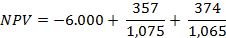 NPV = −6.000 + 357/1,075 + 374/1,065